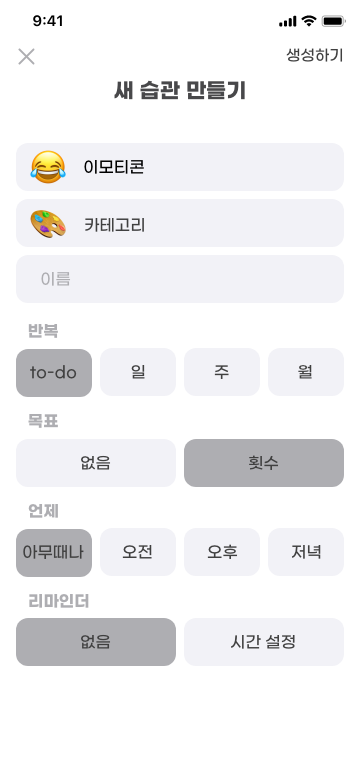 9:41
생성하기
새 습관 만들기
이모티콘
카테고리
이름
반복
to-do 일 주 월
목표
없음 횟수
언제
아무때나 오전 오후 저녁
리마인더
없음 시간 설정